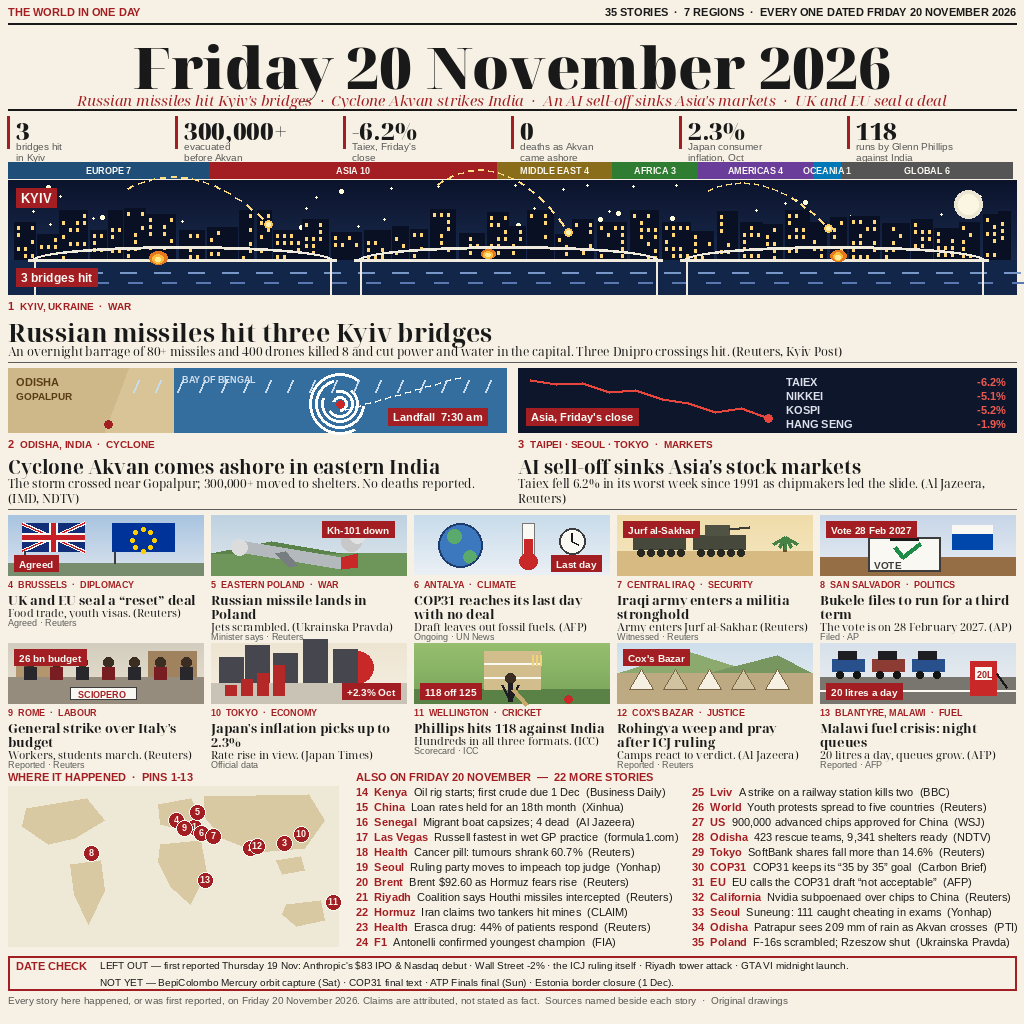 THE WORLD IN ONE DAY
35 STORIES · 7 REGIONS · EVERY ONE DATED FRIDAY 20 NOVEMBER 2026
Friday 20 November 2026
Russian missiles hit Kyiv's bridges · Cyclone Akvan strikes India · An AI sell-off sinks Asia's markets · UK and EU seal a deal
3
bridges hit
in Kyiv
300,000+
evacuated
before Akvan
-6.2%
Taiex, Friday's
close
0
deaths as Akvan
came ashore
2.3%
Japan consumer
inflation, Oct
118
runs by Glenn Phillips
against India
EUROPE 7
ASIA 10
MIDDLE EAST 4
AFRICA 3
AMERICAS 4
OCEANIA 1
GLOBAL 6
KYIV
3 bridges hit
1 KYIV, UKRAINE · WAR
Russian missiles hit three Kyiv bridges
An overnight barrage of 80+ missiles and 400 drones killed 8 and cut power and water in the capital. Three Dnipro crossings hit. (Reuters, Kyiv Post)
ODISHA
GOPALPUR
BAY OF BENGAL
Landfall 7:30 am
2 ODISHA, INDIA · CYCLONE
Cyclone Akvan comes ashore in eastern India
The storm crossed near Gopalpur; 300,000+ moved to shelters. No deaths reported.
(IMD, NDTV)
Asia, Friday's close
TAIEX -6.2%
NIKKEI -5.1%
KOSPI -5.2%
HANG SENG -1.9%
3 TAIPEI · SEOUL · TOKYO · MARKETS
AI sell-off sinks Asia's stock markets
Taiex fell 6.2% in its worst week since 1991 as chipmakers led the slide. (Al Jazeera,
Reuters)
Agreed
4 BRUSSELS · DIPLOMACY
UK and EU seal a “reset” deal
Food trade, youth visas. (Reuters)
Agreed · Reuters
Kh-101 down
5 EASTERN POLAND · WAR
Russian missile lands in
Poland
Jets scrambled. (Ukrainska Pravda)
Minister says · Reuters
Last day
6 ANTALYA · CLIMATE
COP31 reaches its last day
with no deal
Draft leaves out fossil fuels. (AFP)
Ongoing · UN News
Jurf al-Sakhar
7 CENTRAL IRAQ · SECURITY
Iraqi army enters a militia
stronghold
Army enters Jurf al-Sakhar. (Reuters)
Witnessed · Reuters
Vote 28 Feb 2027
VOTE
8 SAN SALVADOR · POLITICS
Bukele files to run for a third
term
The vote is on 28 February 2027. (AP)
Filed · AP
26 bn budget
SCIOPERO
9 ROME · LABOUR
General strike over Italy's
budget
Workers, students march. (Reuters)
Reported · Reuters
+2.3% Oct
10 TOKYO · ECONOMY
Japan's inflation picks up to
2.3%
Rate rise in view. (Japan Times)
Official data
118 off 125
11 WELLINGTON · CRICKET
Phillips hits 118 against India
Hundreds in all three formats. (ICC)
Scorecard · ICC
Cox's Bazar
12 COX'S BAZAR · JUSTICE
Rohingya weep and pray
after ICJ ruling
Camps react to verdict. (Al Jazeera)
Reported · Reuters
20 litres a day
20L
13 BLANTYRE, MALAWI · FUEL
Malawi fuel crisis: night
queues
20 litres a day, queues grow. (AFP)
Reported · AFP
WHERE IT HAPPENED · PINS 1-13
4
5
9
6
7
8
12
3
10
13
11
ALSO ON FRIDAY 20 NOVEMBER — 22 MORE STORIES
14 Kenya Oil rig starts; first crude due 1 Dec (Business Daily)
15 China Loan rates held for an 18th month (Xinhua)
16 Senegal Migrant boat capsizes; 4 dead (Al Jazeera)
17 Las Vegas Russell fastest in wet GP practice (formula1.com)
18 Health Cancer pill: tumours shrank 60.7% (Reuters)
19 Seoul Ruling party moves to impeach top judge (Yonhap)
20 Brent Brent $92.60 as Hormuz fears rise (Reuters)
21 Riyadh Coalition says Houthi missiles intercepted (Reuters)
22 Hormuz Iran claims two tankers hit mines (CLAIM)
23 Health Erasca drug: 44% of patients respond (Reuters)
24 F1 Antonelli confirmed youngest champion (FIA)
25 Lviv A strike on a railway station kills two (BBC)
26 World Youth protests spread to five countries (Reuters)
27 US 900,000 advanced chips approved for China (WSJ)
28 Odisha 423 rescue teams, 9,341 shelters ready (NDTV)
29 Tokyo SoftBank shares fall more than 14.6% (Reuters)
30 COP31 COP31 keeps its “35 by 35” goal (Carbon Brief)
31 EU EU calls the COP31 draft “not acceptable” (AFP)
32 California Nvidia subpoenaed over chips to China (Reuters)
33 Seoul Suneung: 111 caught cheating in exams (Yonhap)
34 Odisha Patrapur sees 209 mm of rain as Akvan crosses (PTI)
35 Poland F-16s scrambled; Rzeszow shut (Ukrainska Pravda)
DATE CHECK
LEFT OUT — first reported Thursday 19 Nov: Anthropic's $83 IPO & Nasdaq debut · Wall Street -2% · the ICJ ruling itself · Riyadh tower attack · GTA VI midnight launch.
NOT YET — BepiColombo Mercury orbit capture (Sat) · COP31 final text · ATP Finals final (Sun) · Estonia border closure (1 Dec).
Every story here happened, or was first reported, on Friday 20 November 2026. Claims are attributed, not stated as fact. Sources named beside each story · Original drawings